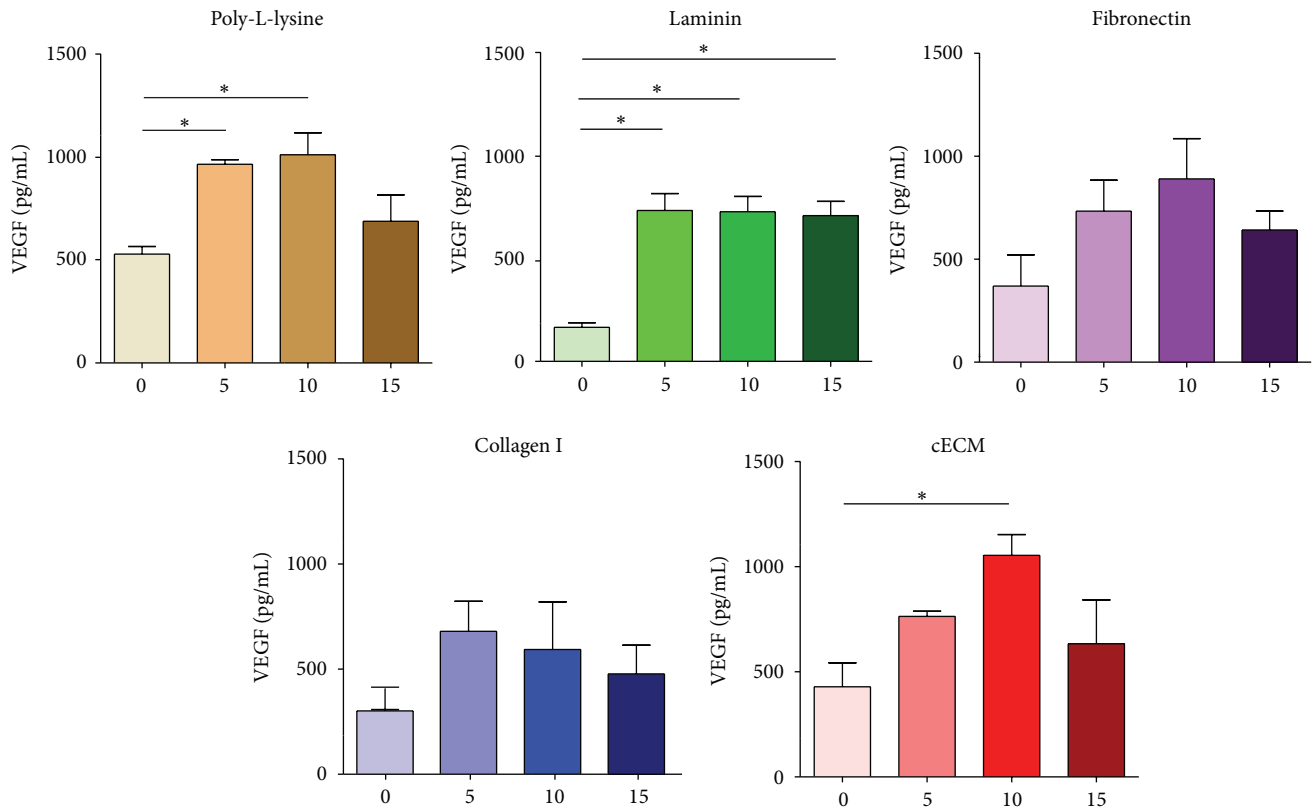 Poly-L-lysine
1500
1000
500
0
VEGF (pg/mL)
*
*
0 5 10 15
Laminin
1500
1000
500
0
VEGF (pg/mL)
*
*
*
0 5 10 15
Fibronectin
1500
1000
500
0
VEGF (pg/mL)
0 5 10 15
Collagen I
1500
1000
500
0
VEGF (pg/mL)
0 5 10 15
cECM
1500
1000
500
0
VEGF (pg/mL)
*
0 5 10 15